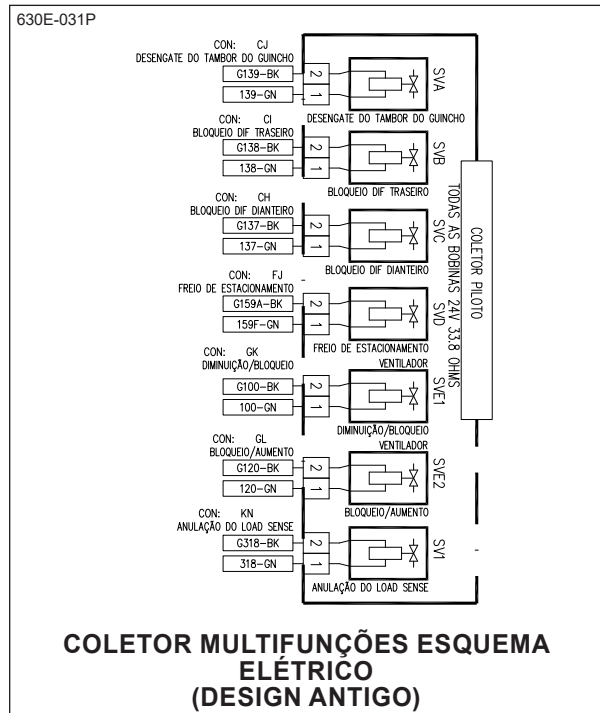 630E-031P
CON: CJ
DESENGATE DO TAMBOR DO GUINCHO
G139-BK 2
139-GN 1
SVA
DESENGATE DO TAMBOR DO GUINCHO
CON: CI
BLOQUEIO DIF TRASEIRO
G138-BK 2
138-GN 1
SVB
BLOQUEIO DIF TRASEIRO
CON: CH
BLOQUEIO DIF DIANTEIRO
G137-BK 2
137-GN 1
SVC
BLOQUEIO DIF DIANTEIRO
CON: FJ
FREIO DE ESTACIONAMENTO
G159A-BK 2
159F-GN 1
SVD
FREIO DE ESTACIONAMENTO
CON: GK
DIMINUIÇÃO/BLOQUEIO
VENTILADOR
G100-BK 2
100-GN 1
SVE1
DIMINUIÇÃO/BLOQUEIO
CON: GL
BLOQUEIO/AUMENTO
VENTILADOR
G120-BK 2
120-GN 1
SVE2
BLOQUEIO/AUMENTO
CON: KN
ANULAÇÃO DO LOAD SENSE
G318-BK 2
318-GN 1
SV1
ANULAÇÃO DO LOAD SENSE
TODAS AS BOBINAS 24V 33.8 OHMS
COLETOR PILOTO
COLETOR MULTIFUNÇÕES ESQUEMA
ELÉTRICO
(DESIGN ANTIGO)